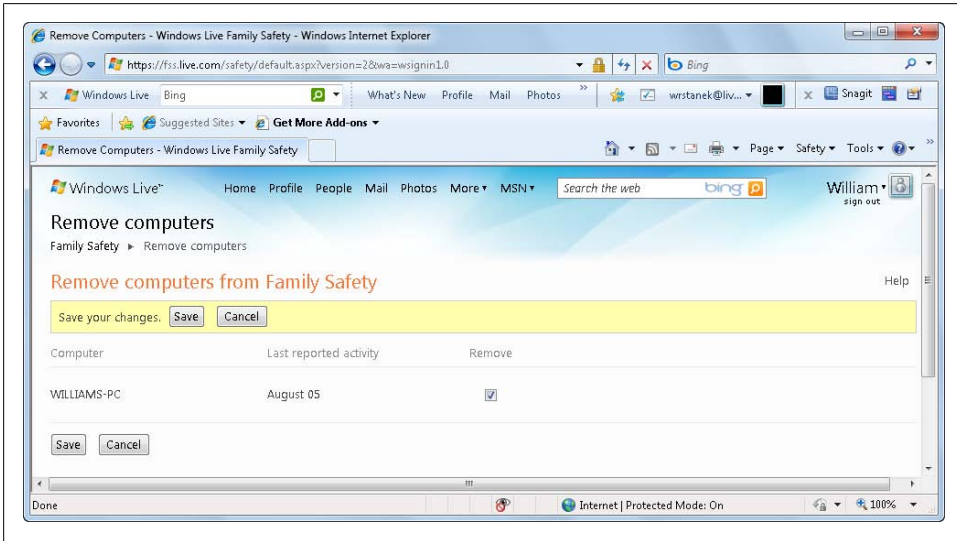 Remove Computers - Windows Live Family Safety - Windows Internet Explorer
https://fss.live.com/safety/default.aspx?version=2&wa=wsignin1.0
Bing
Windows Live Bing What's New Profile Mail Photos » wrstanek@liv... Snagit
Favorites Suggested Sites Get More Add-ons
Remove Computers - Windows Live Family Safety Page Safety Tools »
Windows Live™ Home Profile People Mail Photos More MSN Search the web bing William
sign out
Remove computers
Family Safety ▸ Remove computers
Remove computers from Family Safety Help
Save your changes. Save Cancel
Computer Last reported activity Remove
WILLIAMS-PC August 05
Save Cancel
Done Internet | Protected Mode: On 100%